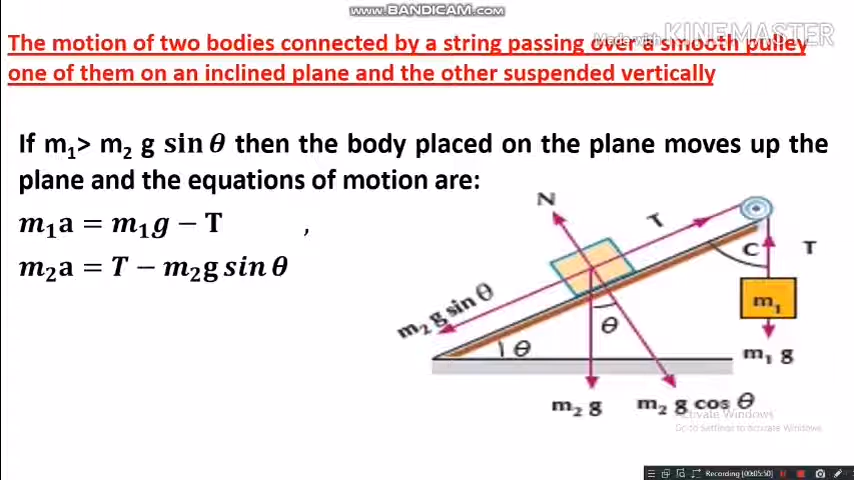 www.BANDICAM.com
Made with KINEMASTER
The motion of two bodies connected by a string passing over a smooth pulley
one of them on an inclined plane and the other suspended vertically
If m₁> m₂ g sin θ then the body placed on the plane moves up the
plane and the equations of motion are:
m₁a = m₁g − T ,
m₂a = T − m₂g sin θ
N
T
C
T
m₁
m₂ g sin θ
θ
θ
m₁ g
m₂ g
m₂ g cos θ
Activate Windows
Go to Settings to activate Windows.
Recording [00:05:50]